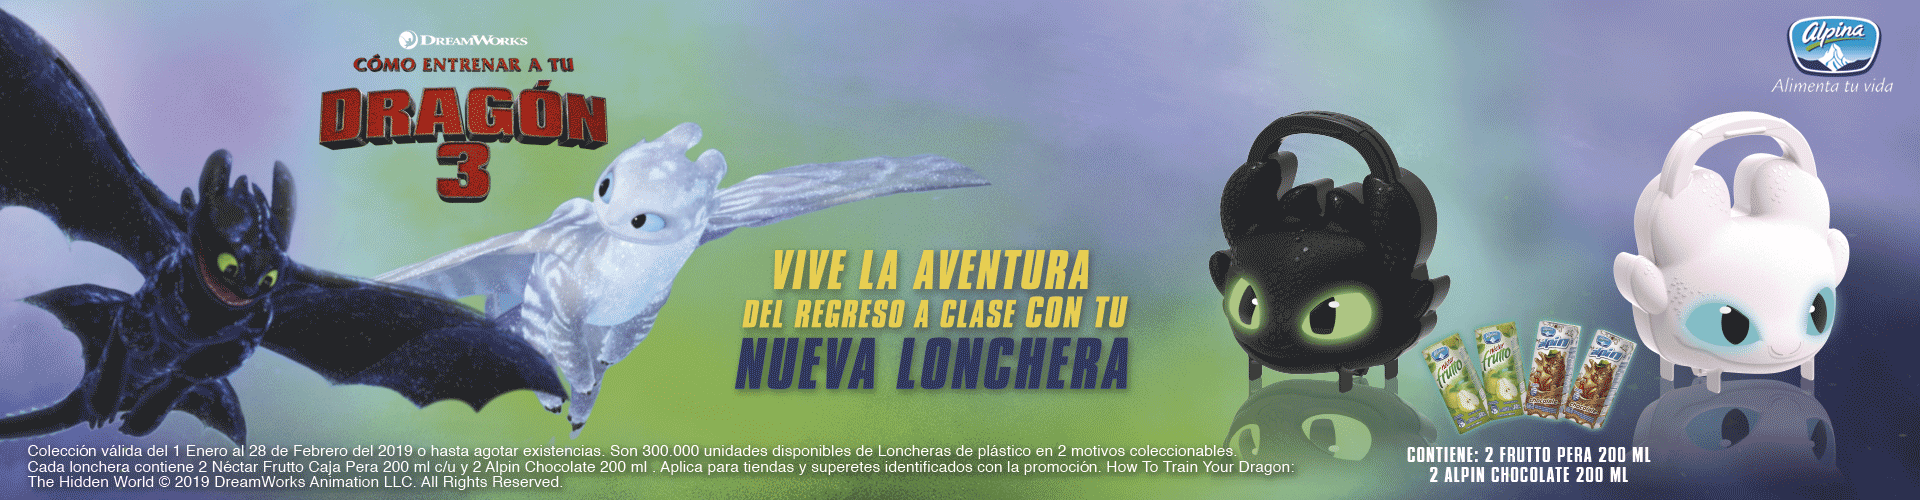 DREAMWORKS
CÓMO ENTRENAR A TU
DRAGÓN
3
alpina
Alimenta tu vida
VIVE LA AVENTURA
DEL REGRESO A CLASE CON TU
NUEVA LONCHERA
frutto
frutto
alpin
alpin
chocolate
chocolate
CONTIENE: 2 FRUTTO PERA 200 ML
2 ALPIN CHOCOLATE 200 ML
Colección válida del 1 Enero al 28 de Febrero del 2019 o hasta agotar existencias. Son 300.000 unidades disponibles de Loncheras de plástico en 2 motivos coleccionables.
Cada lonchera contiene 2 Néctar Frutto Caja Pera 200 ml c/u y 2 Alpin Chocolate 200 ml . Aplica para tiendas y superetes identificados con la promoción. How To Train Your Dragon:
The Hidden World © 2019 DreamWorks Animation LLC. All Rights Reserved.